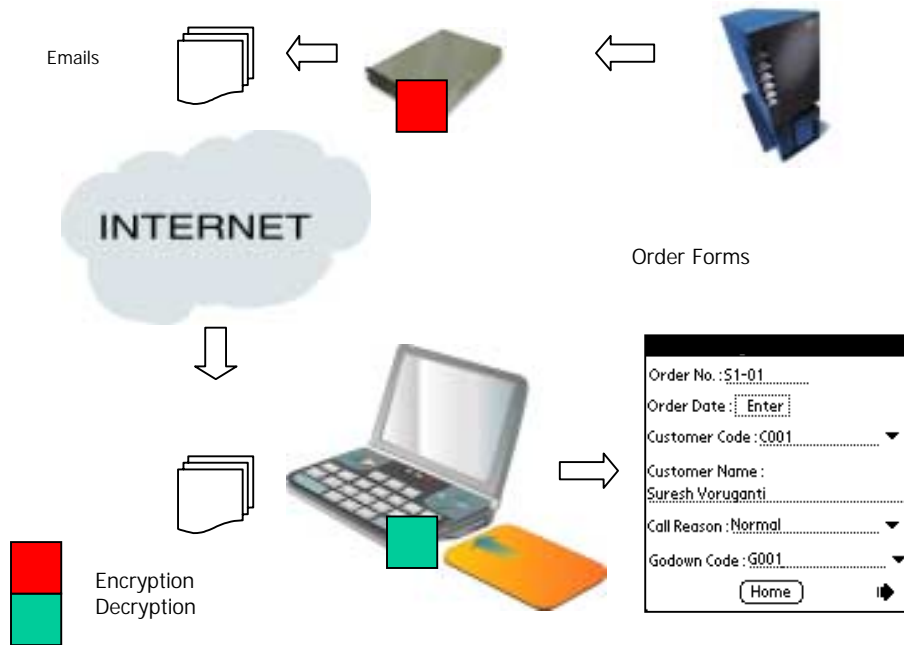 Emails
INTERNET
Order Forms
Order No. : S1-01
Order Date : Enter
Customer Code : C001
Customer Name :
Suresh Voruganti
Call Reason : Normal
Godown Code : G001
Home
Encryption
Decryption